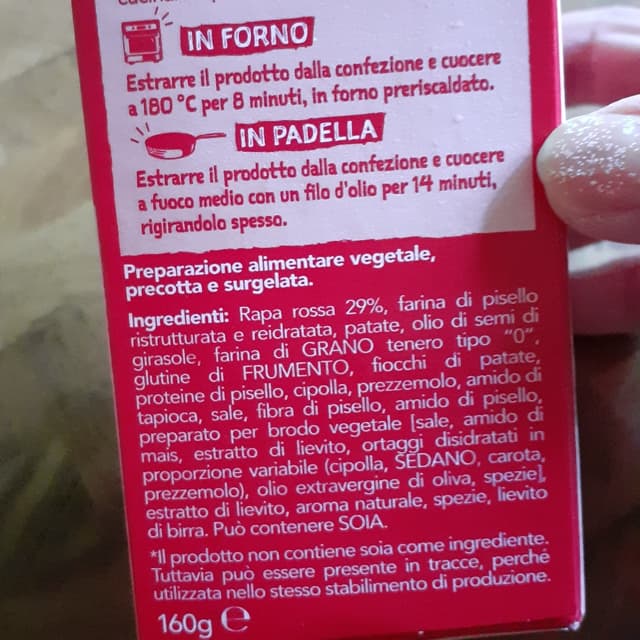 IN FORNO
Estrarre il prodotto dalla confezione e cuocere
a 180 °C per 8 minuti, in forno preriscaldato.
IN PADELLA
Estrarre il prodotto dalla confezione e cuocere
a fuoco medio con un filo d'olio per 14 minuti,
rigirandolo spesso.
Preparazione alimentare vegetale,
precotta e surgelata.
Ingredienti: Rapa rossa 29%, farina di pisello
ristrutturata e reidratata, patate, olio di semi di
girasole, farina di GRANO tenero tipo "0",
glutine di FRUMENTO, fiocchi di patate,
proteine di pisello, cipolla, prezzemolo, amido di
tapioca, sale, fibra di pisello, amido di pisello,
preparato per brodo vegetale [sale, amido di
mais, estratto di lievito, ortaggi disidratati in
proporzione variabile (cipolla, SEDANO, carota,
prezzemolo), olio extravergine di oliva, spezie],
estratto di lievito, aroma naturale, spezie, lievito
di birra. Può contenere SOIA.
*Il prodotto non contiene soia come ingrediente.
Tuttavia può essere presente in tracce, perché
utilizzata nello stesso stabilimento di produzione.
160g ℮